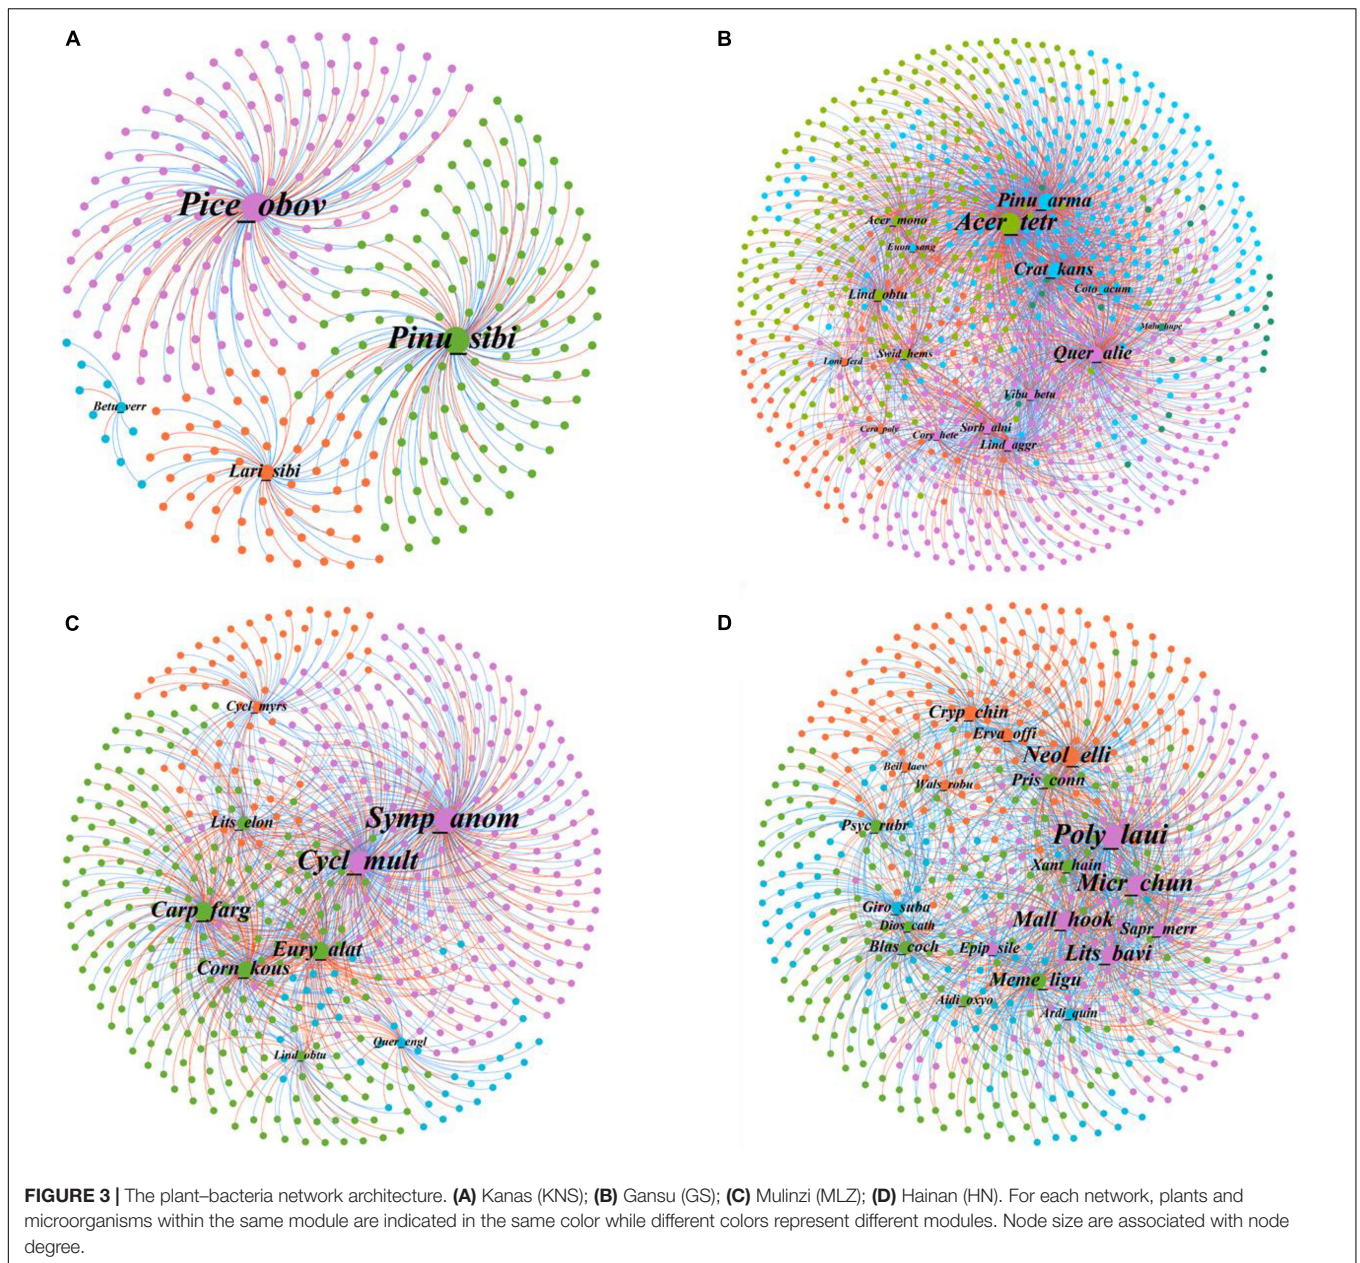 A
Pice_obov
Pinu_sibi
Betu_verr
Lari_sibi
B
Pinu_arma
Acer_tetr
Acer_mono
Euon_sang
Crat_kans
Coto_acum
Lind_obtu
Malu_hupe
Quer_alie
Swid_hems
Loni_ferd
Vibu_betu
Cera_poly
Sorb_alni
Cory_hete
Lind_aggr
C
Cycl_myrs
Symp_anom
Lits_elon
Cycl_mult
Carp_farg
Eury_alat
Corn_kous
Quer_engl
Lind_obtu
D
Cryp_chin
Erva_offi
Neol_elli
Beil_laev
Pris_conn
Wals_robu
Psyc_rubr
Poly_laui
Xant_hain
Micr_chun
Giro_suba
Mall_hook
Dios_cath
Sapr_merr
Blas_coch
Epip_sile
Lits_bavi
Meme_ligu
Aidi_oxyo
Ardi_quin
FIGURE 3 | The plant–bacteria network architecture. (A) Kanas (KNS); (B) Gansu (GS); (C) Mulinzi (MLZ); (D) Hainan (HN). For each network, plants and
microorganisms within the same module are indicated in the same color while different colors represent different modules. Node size are associated with node
degree.